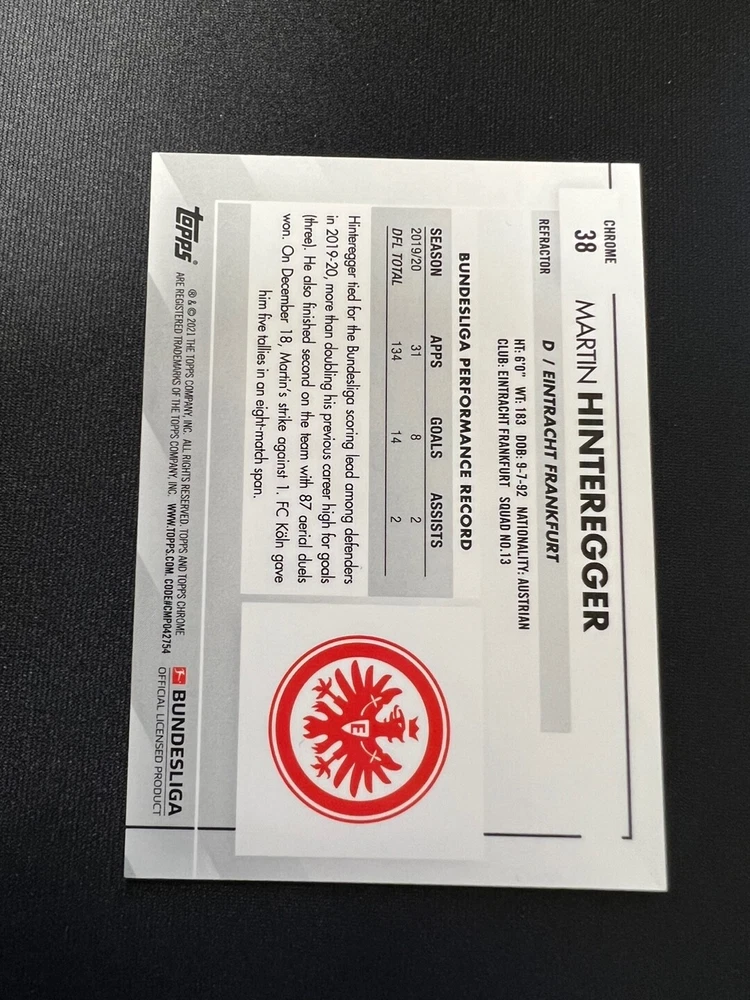 CHROME
38
MARTIN HINTEREGGER
REFRACTOR
D / EINTRACHT FRANKFURT
HT: 6'0" WT: 183 DOB: 9-7-92 NATIONALITY: AUSTRIAN
CLUB: EINTRACHT FRANKFURT SQUAD NO.13
BUNDESLIGA PERFORMANCE RECORD
SEASON APPS GOALS ASSISTS
2019/20 31 8 2
DFL TOTAL 134 14 2
Hinteregger tied for the Bundesliga scoring lead among defenders
in 2019-20, more than doubling his previous career high for goals
(three). He also finished second on the team with 87 aerial duels
won. On December 18, Martin's strike against 1. FC Köln gave
him five tallies in an eight-match span.
E
topps®
® & © 2021 THE TOPPS COMPANY, INC. ALL RIGHTS RESERVED. TOPPS AND TOPPS CHROME
ARE REGISTERED TRADEMARKS OF THE TOPPS COMPANY, INC. WWW.TOPPS.COM CODE#CMP042754
BUNDESLIGA
OFFICIAL LICENSED PRODUCT